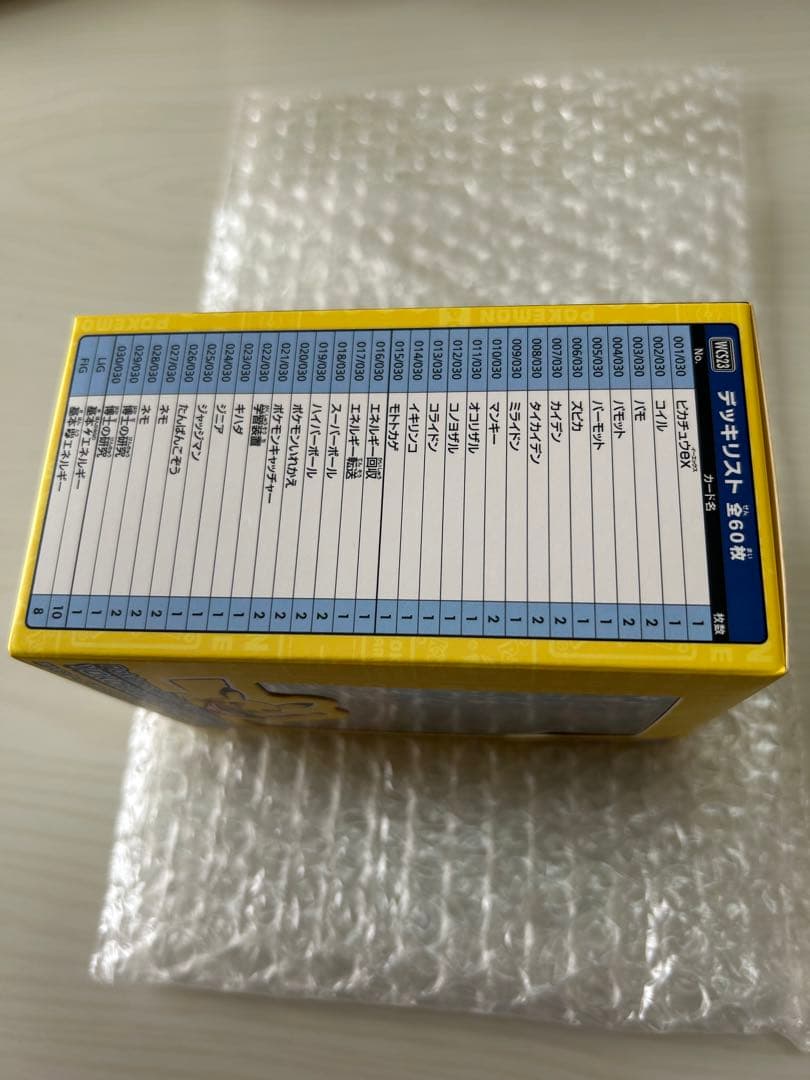 WCS23 デッキリスト 全60枚
No. カード名 枚数
001/030 ピカチュウex 1
002/030 コイル 1
003/030 パモ 2
004/030 パモット 2
005/030 パーモット 1
006/030 ズピカ 1
007/030 カイデン 2
008/030 タイカイデン 2
009/030 ミライドン 1
010/030 マンキー 2
011/030 オコリザル 1
012/030 コノヨザル 1
013/030 コライドン 1
014/030 イキリンコ 1
015/030 モトトカゲ 1
016/030 エネルギー回収 1
017/030 エネルギー転送 1
018/030 スーパーボール 2
019/030 ハイパーボール 2
020/030 ポケモンいれかえ 2
021/030 ポケモンキャッチャー 2
022/030 学習装置 1
023/030 キハダ 1
024/030 ジニア 1
025/030 ジャッジマン 1
026/030 たんぱんこぞう 2
027/030 ネモ 2
028/030 ネモ 2
029/030 博士の研究 1
030/030 博士の研究 1
LIG 基本雷エネルギー 10
FIG 基本闘エネルギー 8
POKEMON